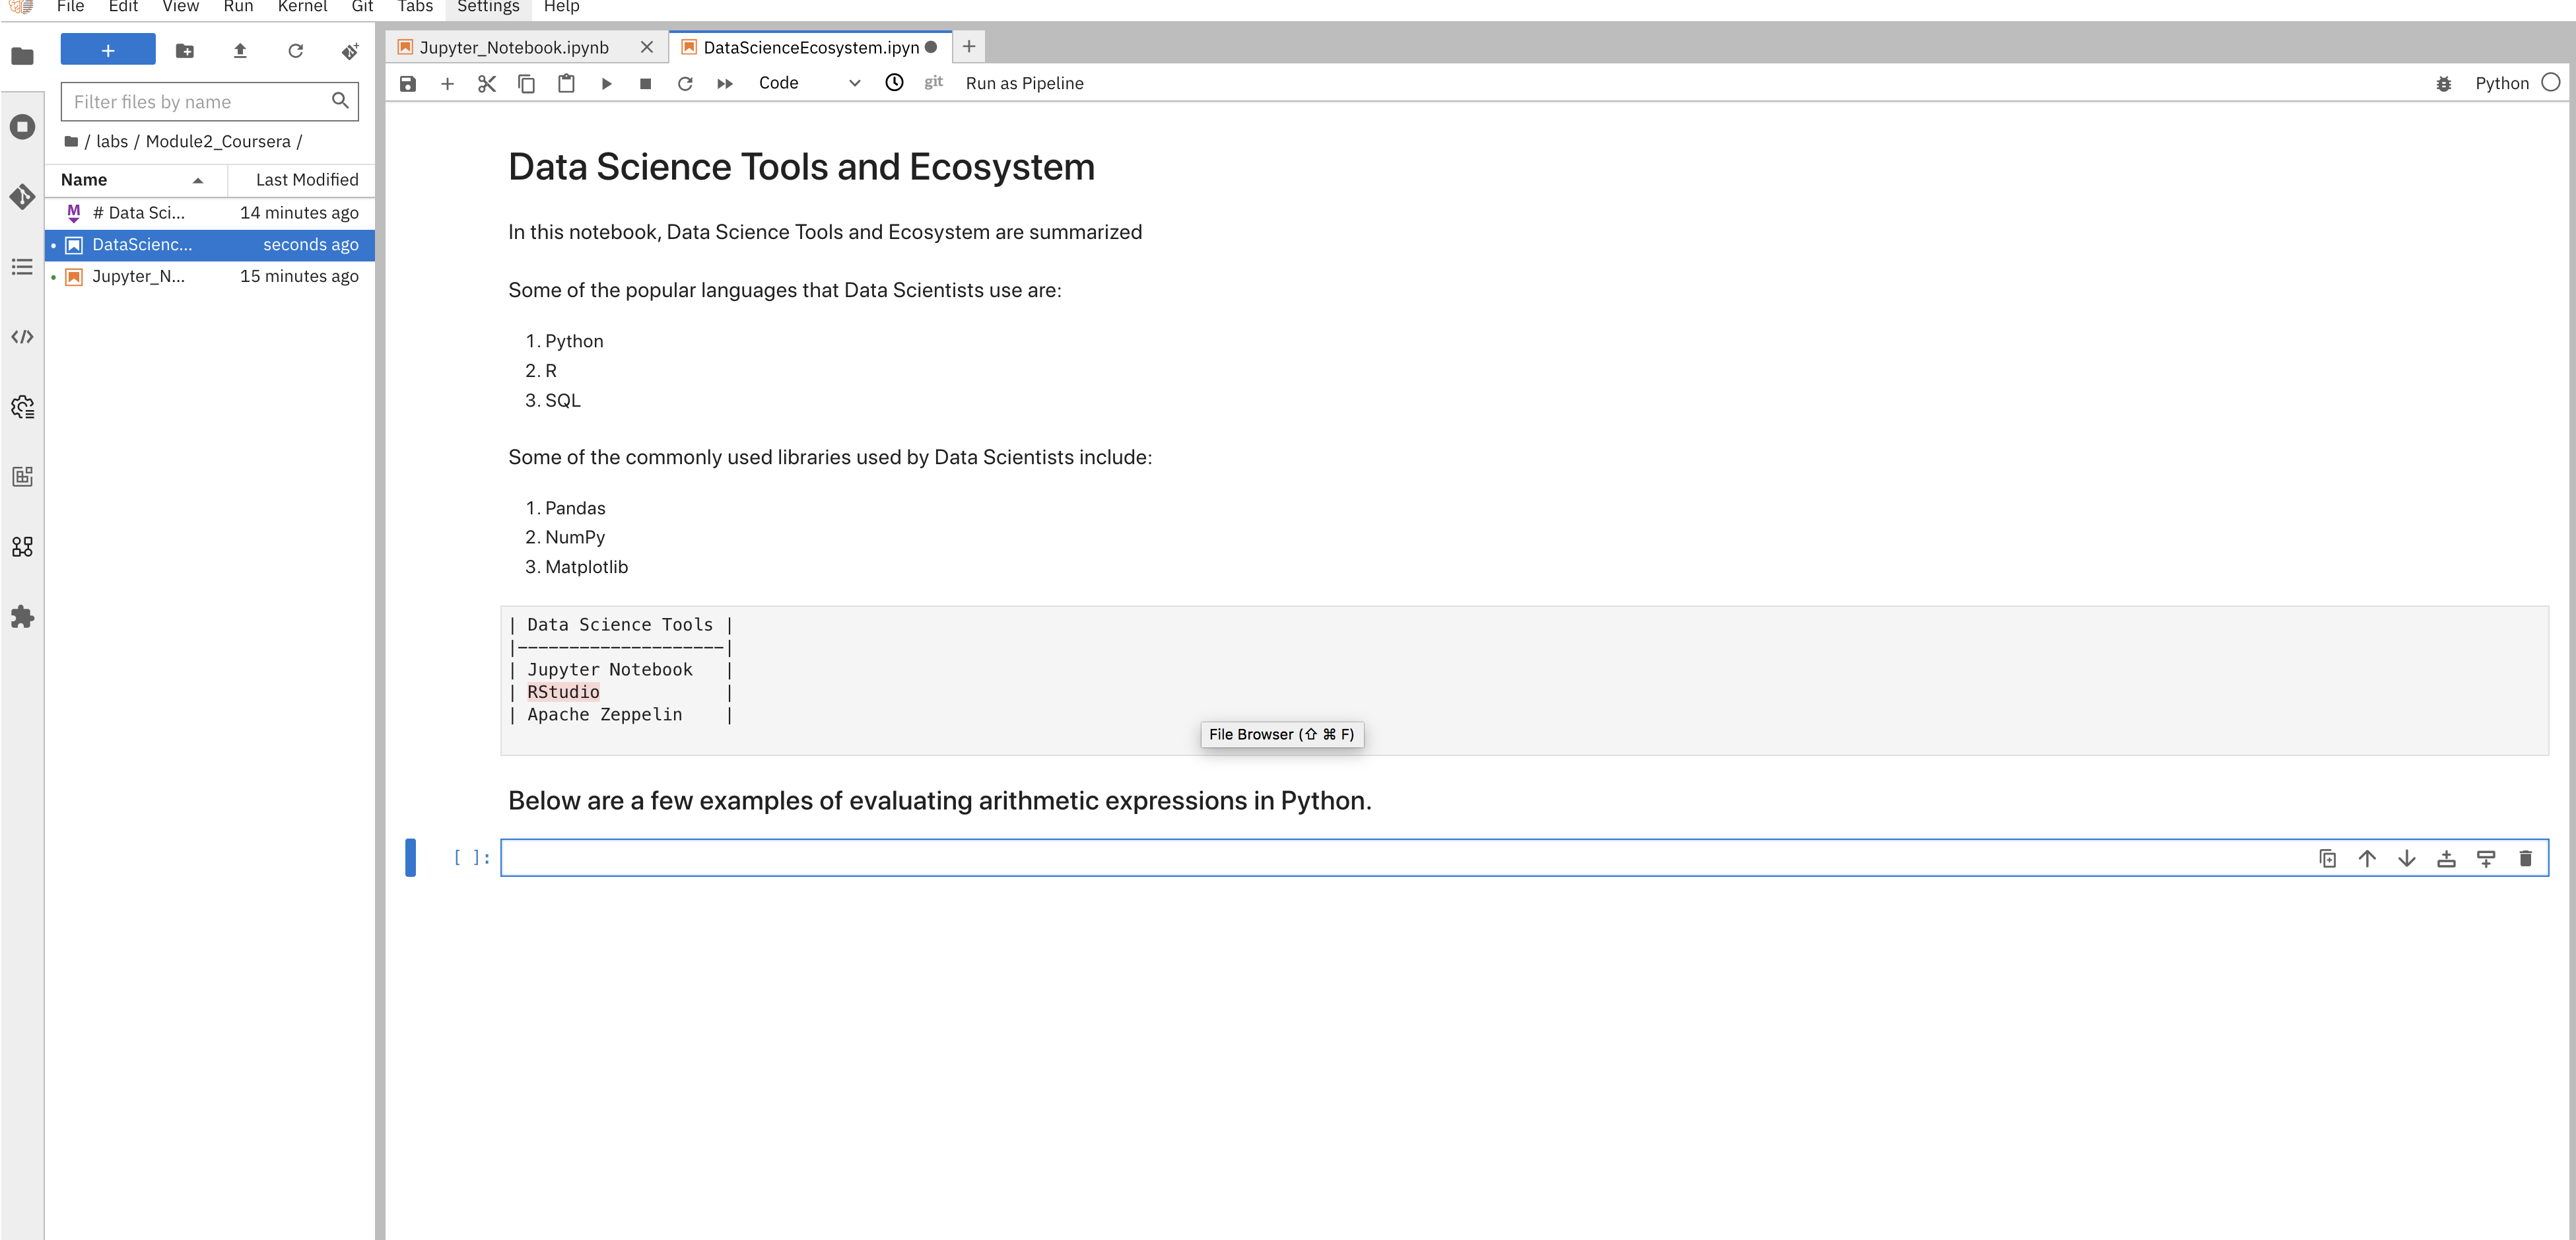 File Edit View Run Kernel Git Tabs Settings Help
+
Filter files by name
/ labs / Module2_Coursera /
Name Last Modified
# Data Sci... 14 minutes ago
DataScienc... seconds ago
Jupyter_N... 15 minutes ago
Jupyter_Notebook.ipynb
DataScienceEcosystem.ipyn
Code git Run as Pipeline Python
Data Science Tools and Ecosystem
In this notebook, Data Science Tools and Ecosystem are summarized
Some of the popular languages that Data Scientists use are:
1. Python
2. R
3. SQL
Some of the commonly used libraries used by Data Scientists include:
1. Pandas
2. NumPy
3. Matplotlib
| Data Science Tools |
|--------------------|
| Jupyter Notebook |
| RStudio |
| Apache Zeppelin |
File Browser (⇧ ⌘ F)
Below are a few examples of evaluating arithmetic expressions in Python.
[ ]: